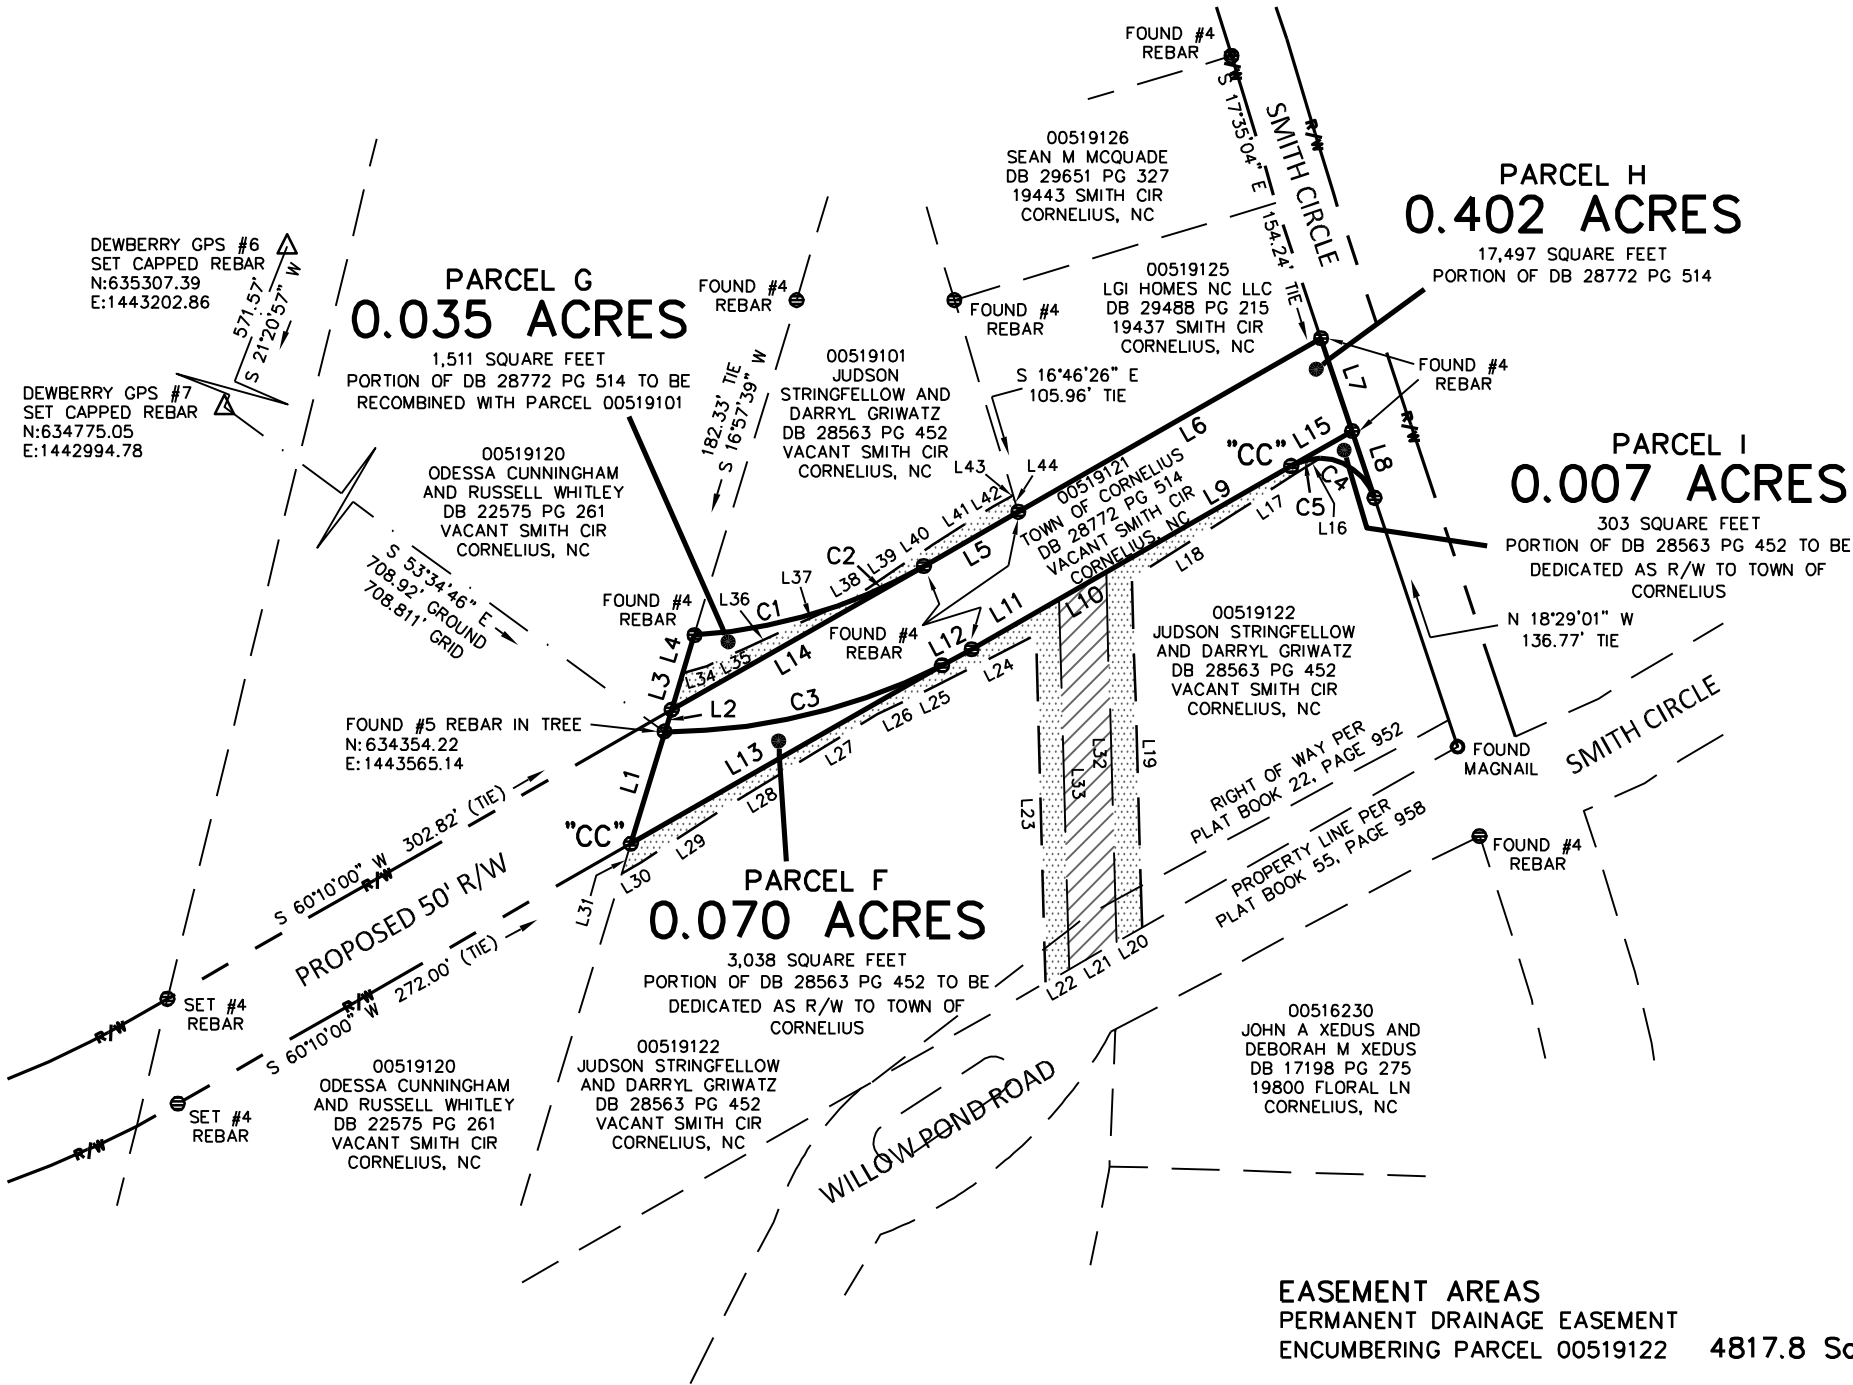 FOUND #4
REBAR
R/W
S 17°35'04" E 154.24' TIE
SMITH CIRCLE
R/W
00519126
SEAN M MCQUADE
DB 29651 PG 327
19443 SMITH CIR
CORNELIUS, NC
PARCEL H
0.402 ACRES
17,497 SQUARE FEET
PORTION OF DB 28772 PG 514
DEWBERRY GPS #6
SET CAPPED REBAR
N:635307.39
E:1443202.86
571.57'
S 21°20'57" W
PARCEL G
0.035 ACRES
1,511 SQUARE FEET
PORTION OF DB 28772 PG 514 TO BE
RECOMBINED WITH PARCEL 00519101
FOUND #4
REBAR
FOUND #4
REBAR
00519125
LGI HOMES NC LLC
DB 29488 PG 215
19437 SMITH CIR
CORNELIUS, NC
DEWBERRY GPS #7
SET CAPPED REBAR
N:634775.05
E:1442994.78
182.33' TIE
S 16°57'39" W
00519101
JUDSON
STRINGFELLOW AND
DARRYL GRIWATZ
DB 28563 PG 452
VACANT SMITH CIR
CORNELIUS, NC
S 16°46'26" E
105.96' TIE
FOUND #4
REBAR
L7
R/W
L6
L15
"CC"
L8
C4
C5
L16
L17
L9
PARCEL I
0.007 ACRES
303 SQUARE FEET
PORTION OF DB 28563 PG 452 TO BE
DEDICATED AS R/W TO TOWN OF
CORNELIUS
00519120
ODESSA CUNNINGHAM
AND RUSSELL WHITLEY
DB 22575 PG 261
VACANT SMITH CIR
CORNELIUS, NC
L43
L44
L41
L42
00519121
TOWN OF CORNELIUS
DB 28772 PG 514
VACANT SMITH CIR
CORNELIUS, NC
S 53°34'46" E
708.92' GROUND
708.811' GRID
C2
L40
L39
L38
L37
L36
C1
L5
L18
L10
L11
L12
FOUND #4
REBAR
FOUND #4
REBAR
L4
L3
L2
L34
L35
L14
C3
L24
L25
L26
L27
L28
L29
L30
L31
L13
L1
"CC"
00519122
JUDSON STRINGFELLOW
AND DARRYL GRIWATZ
DB 28563 PG 452
VACANT SMITH CIR
CORNELIUS, NC
N 18°29'01" W
136.77' TIE
FOUND #5 REBAR IN TREE
N:634354.22
E:1443565.14
L19
L32
L33
L23
L22
L21
L20
RIGHT OF WAY PER
PLAT BOOK 22, PAGE 952
PROPERTY LINE PER
PLAT BOOK 55, PAGE 958
FOUND
MAGNAIL
SMITH CIRCLE
FOUND #4
REBAR
S 60°10'00" W 302.82' (TIE)
R/W
PROPOSED 50' R/W
S 60°10'00" W 272.00' (TIE)
R/W
PARCEL F
0.070 ACRES
3,038 SQUARE FEET
PORTION OF DB 28563 PG 452 TO BE
DEDICATED AS R/W TO TOWN OF
CORNELIUS
SET #4
REBAR
R/W
SET #4
REBAR
R/W
00519120
ODESSA CUNNINGHAM
AND RUSSELL WHITLEY
DB 22575 PG 261
VACANT SMITH CIR
CORNELIUS, NC
00519122
JUDSON STRINGFELLOW
AND DARRYL GRIWATZ
DB 28563 PG 452
VACANT SMITH CIR
CORNELIUS, NC
WILLOW POND ROAD
00516230
JOHN A XEDUS AND
DEBORAH M XEDUS
DB 17198 PG 275
19800 FLORAL LN
CORNELIUS, NC
EASEMENT AREAS
PERMANENT DRAINAGE EASEMENT
ENCUMBERING PARCEL 00519122 4817.8